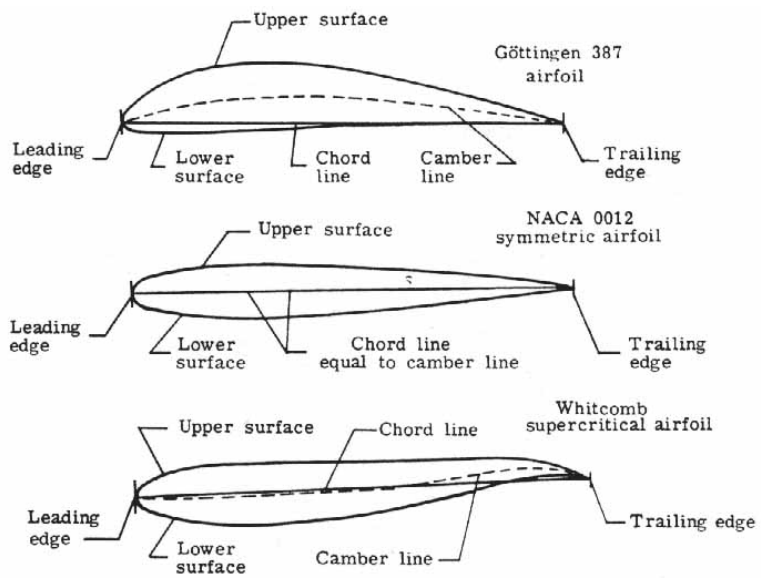 Upper surface
Göttingen 387
airfoil
Leading
edge
Lower
surface
Chord
line
Camber
line
Trailing
edge
Upper surface
NACA 0012
symmetric airfoil
Leading
edge
Lower
surface
Chord line
equal to camber line
Trailing
edge
Whitcomb
supercritical airfoil
Upper surface
Chord line
Leading
edge
Lower
surface
Camber line
Trailing edge